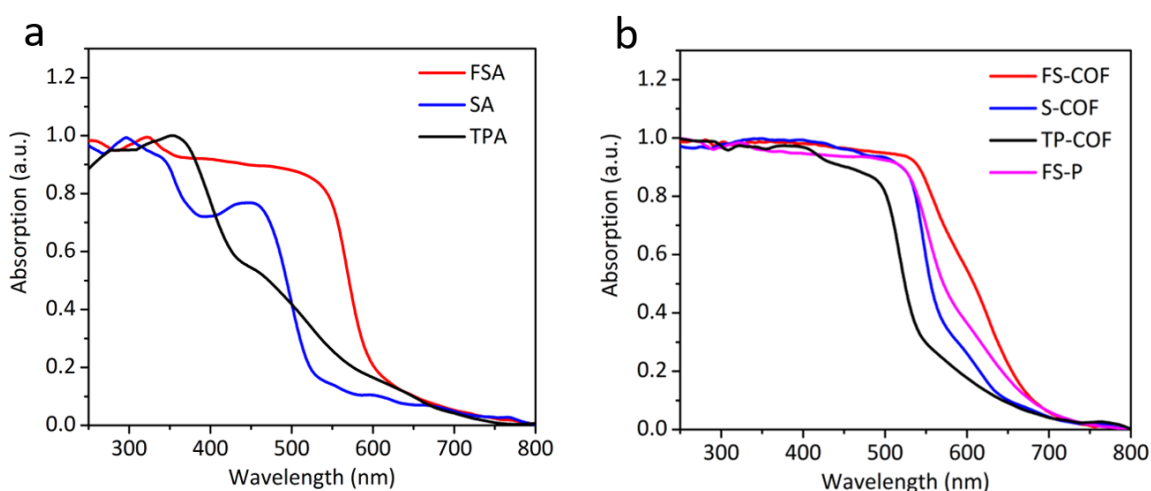 a
1.2
1.0
0.8
0.6
0.4
0.2
0.0
Absorption (a.u.)
FSA
SA
TPA
300 400 500 600 700 800
Wavelength (nm)
b
1.2
1.0
0.8
0.6
0.4
0.2
0.0
Absorption (a.u.)
FS-COF
S-COF
TP-COF
FS-P
300 400 500 600 700 800
Wavelength (nm)